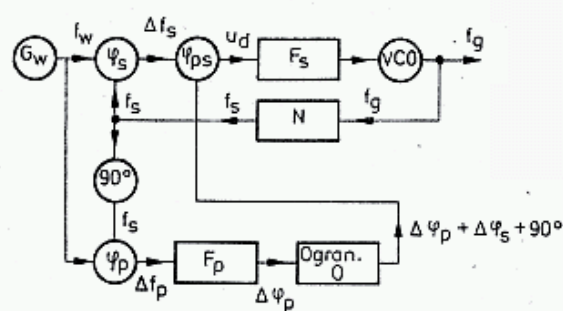 f_w
Δf_s
G_w
φ_s
φ_ps
u_d
F_s
VCO
f_g
f_s
f_s
N
f_g
90°
f_s
φ_p
Δf_p
F_p
Δφ_p
Ogran.
O
Δφ_p + Δφ_s + 90°